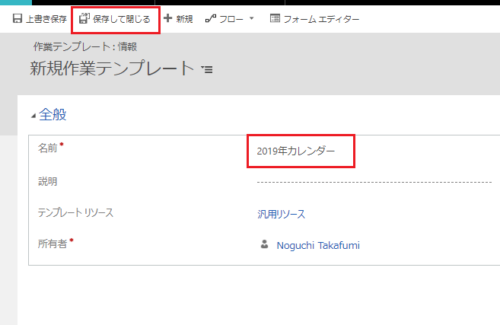 上書き保存 保存して閉じる 新規 フロー フォーム エディター
作業テンプレート : 情報
新規作業テンプレート
全般
名前* 2019年カレンダー
説明
テンプレート リソース 汎用リソース
所有者* Noguchi Takafumi